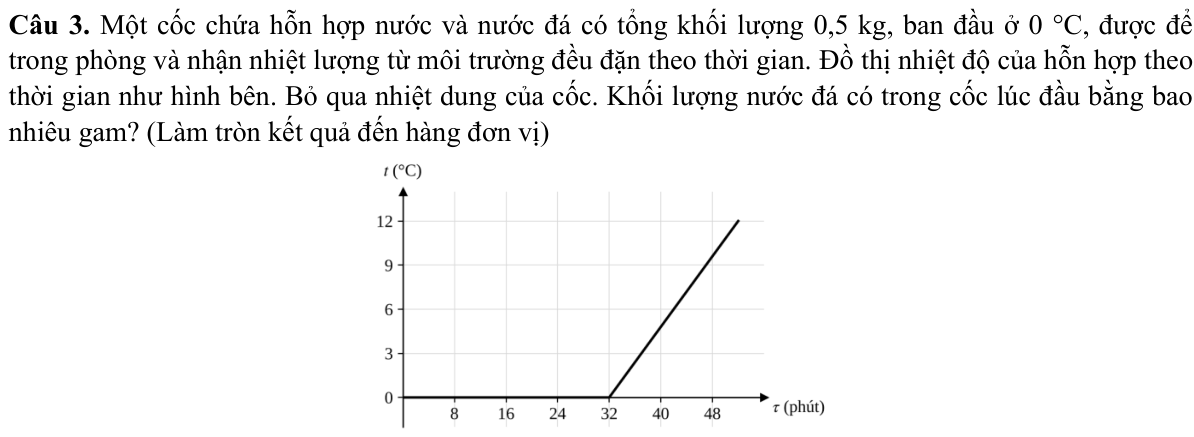 Câu 3. Một cốc chứa hỗn hợp nước và nước đá có tổng khối lượng 0,5 kg, ban đầu ở 0 °C, được để
trong phòng và nhận nhiệt lượng từ môi trường đều đặn theo thời gian. Đồ thị nhiệt độ của hỗn hợp theo
thời gian như hình bên. Bỏ qua nhiệt dung của cốc. Khối lượng nước đá có trong cốc lúc đầu bằng bao
nhiêu gam? (Làm tròn kết quả đến hàng đơn vị)
t (°C)
12
9
6
3
0
8 16 24 32 40 48 τ (phút)